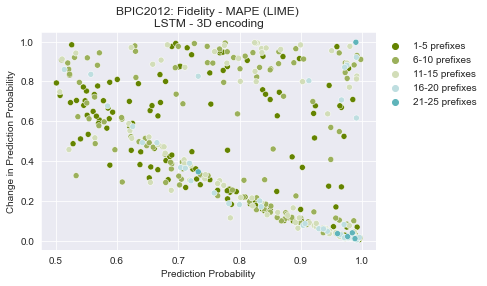 BPIC2012: Fidelity - MAPE (LIME)
LSTM - 3D encoding
1.0
0.8
0.6
0.4
0.2
0.0
Change in Prediction Probability
0.5 0.6 0.7 0.8 0.9 1.0
Prediction Probability
1-5 prefixes
6-10 prefixes
11-15 prefixes
16-20 prefixes
21-25 prefixes